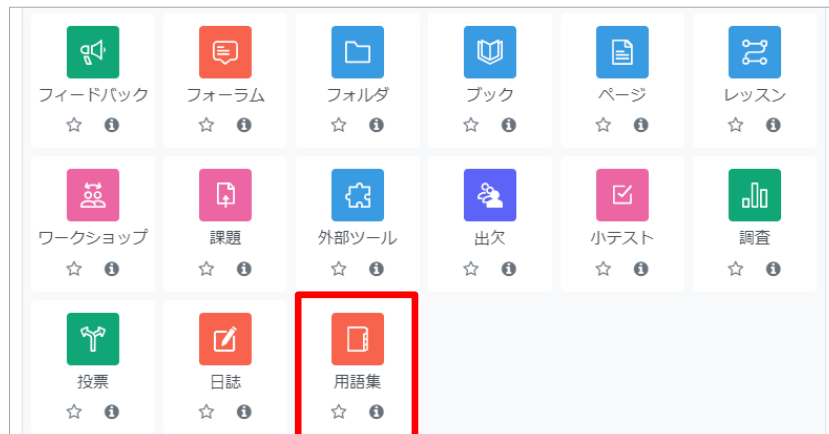 フィードバック
フォーラム
フォルダ
ブック
ページ
レッスン
ワークショップ
課題
外部ツール
出欠
小テスト
調査
投票
日誌
用語集